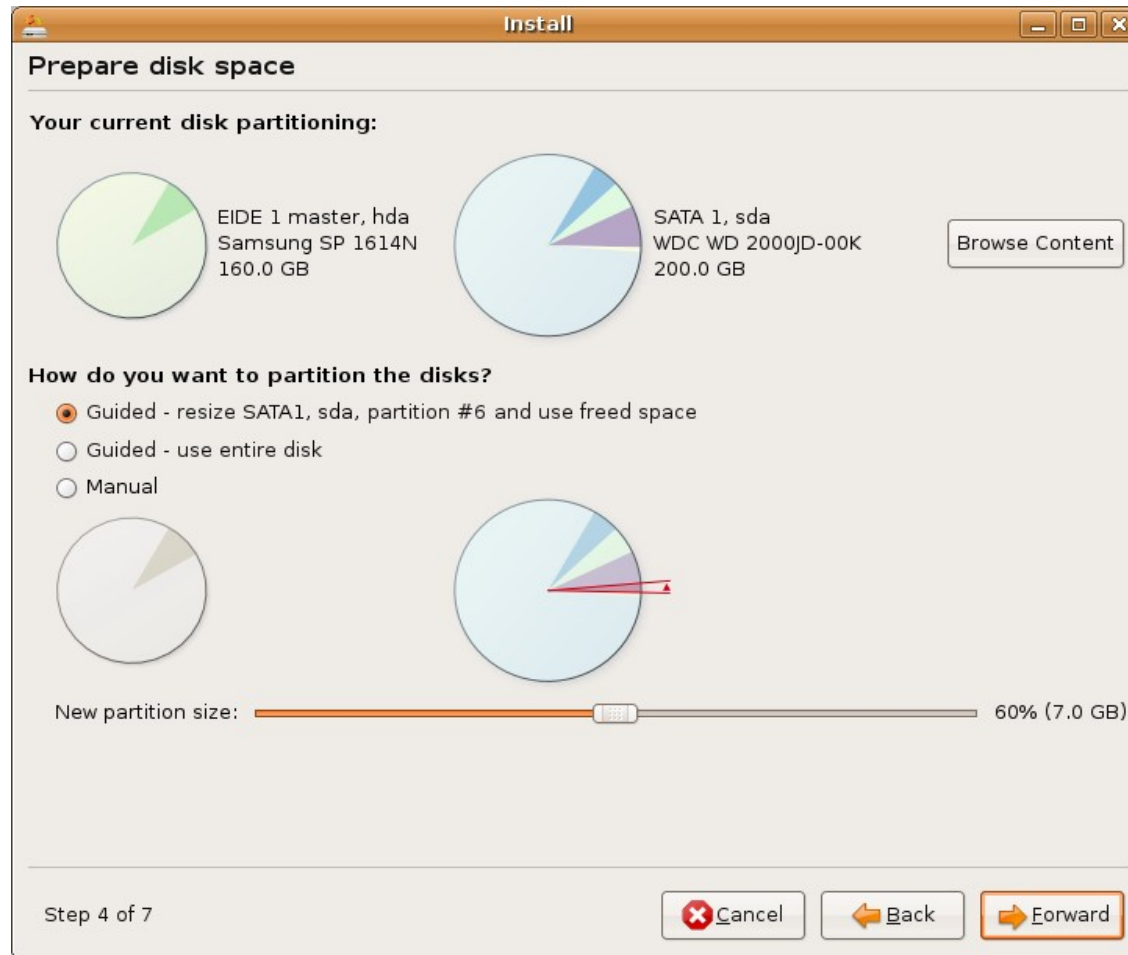 Install
Prepare disk space
Your current disk partitioning:
EIDE 1 master, hda
Samsung SP 1614N
160.0 GB
SATA 1, sda
WDC WD 2000JD-00K
200.0 GB
Browse Content
How do you want to partition the disks?
Guided - resize SATA1, sda, partition #6 and use freed space
Guided - use entire disk
Manual
New partition size:
60% (7.0 GB)
Step 4 of 7
Cancel
Back
Forward